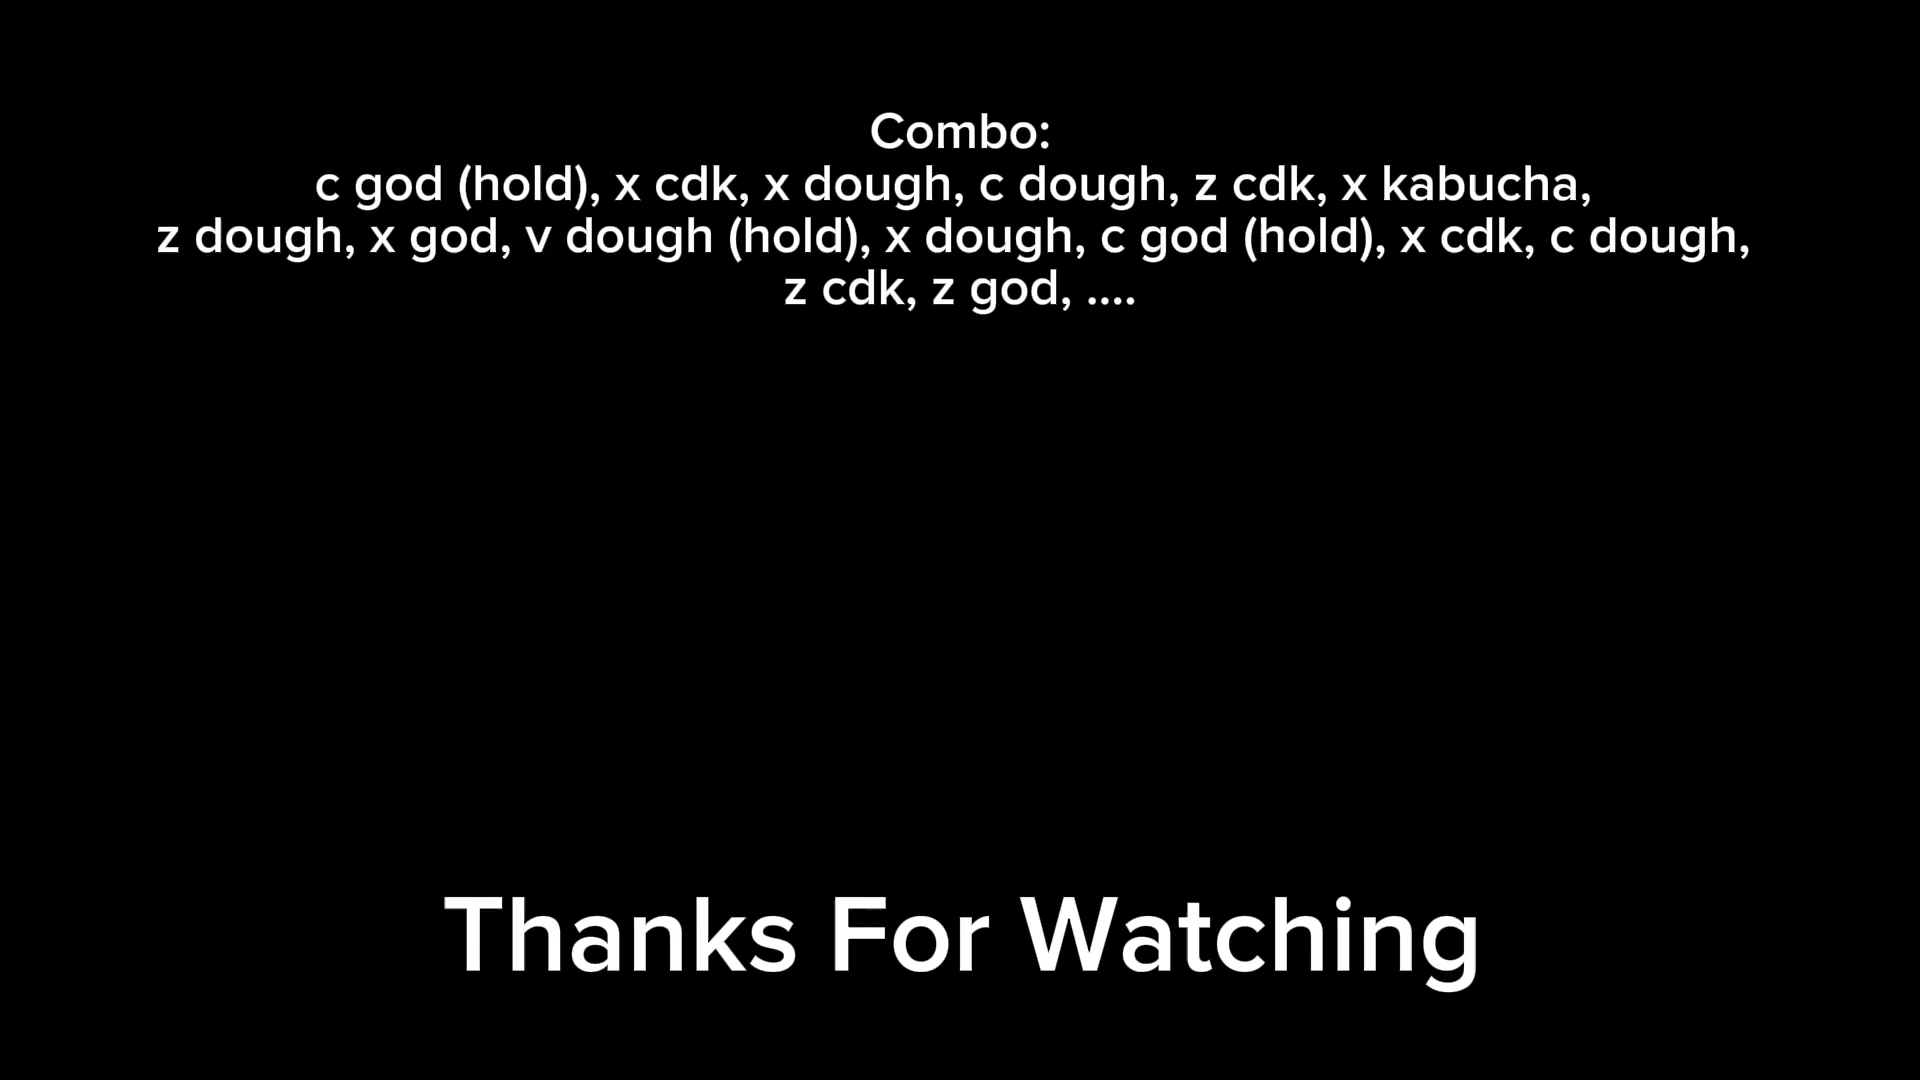 Combo:
c god (hold), x cdk, x dough, c dough, z cdk, x kabucha,
z dough, x god, v dough (hold), x dough, c god (hold), x cdk, c dough,
z cdk, z god, ....
Thanks For Watching